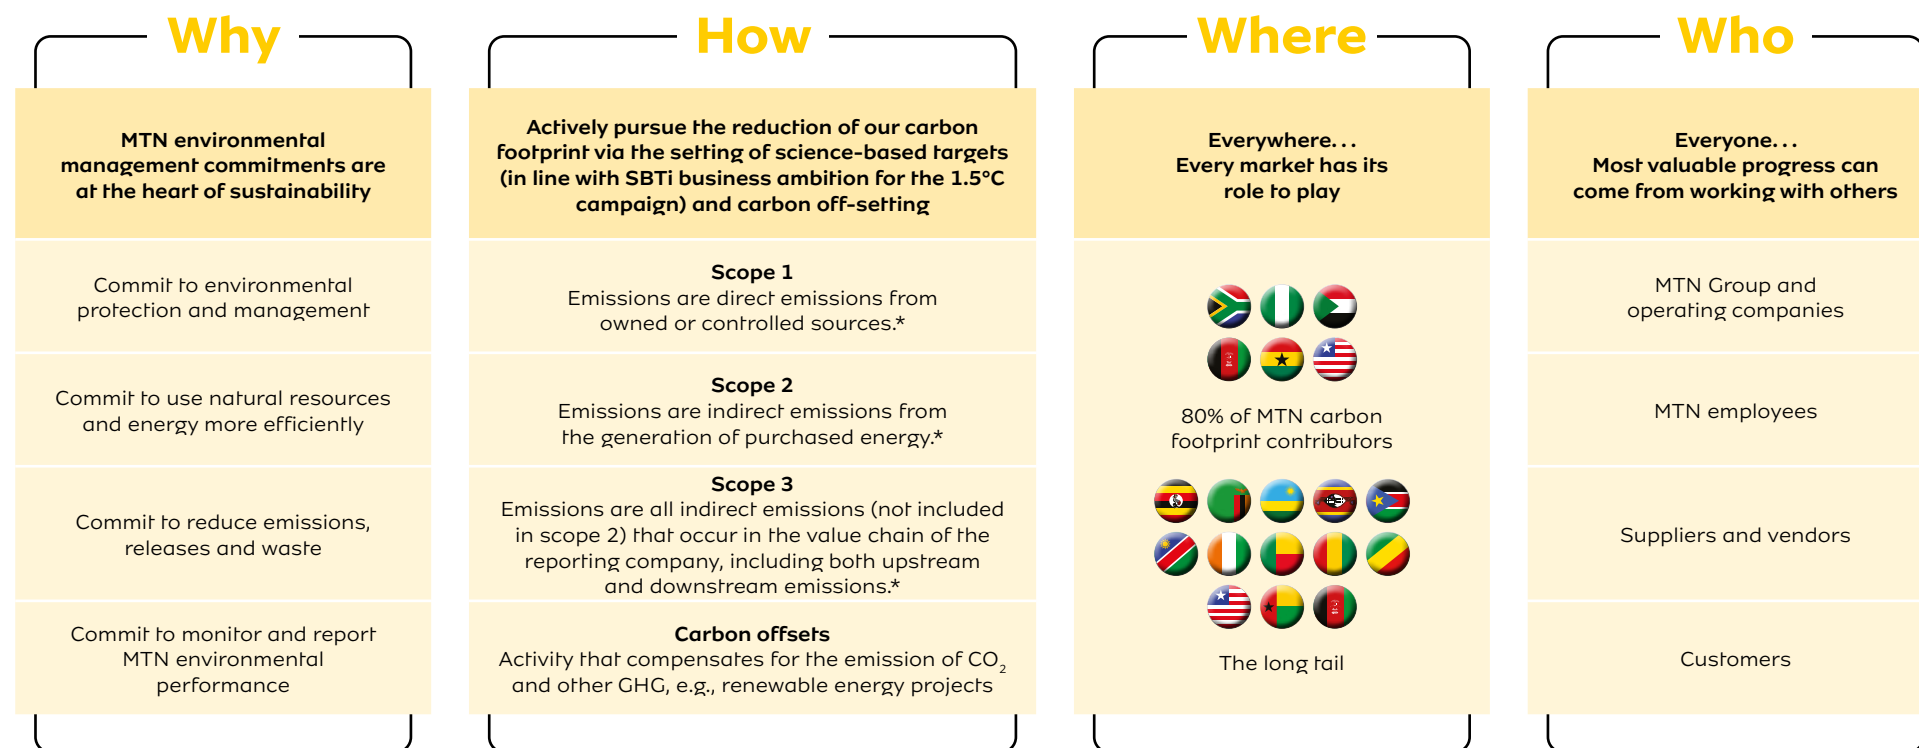 Why
MTN environmental
management commitments are
at the heart of sustainability
Commit to environmental
protection and management
Commit to use natural resources
and energy more efficiently
Commit to reduce emissions,
releases and waste
Commit to monitor and report
MTN environmental
performance
How
Actively pursue the reduction of our carbon
footprint via the setting of science-based targets
(in line with SBTi business ambition for the 1.5°C
campaign) and carbon off-setting
Scope 1
Emissions are direct emissions from
owned or controlled sources.*
Scope 2
Emissions are indirect emissions from
the generation of purchased energy.*
Scope 3
Emissions are all indirect emissions (not included
in scope 2) that occur in the value chain of the
reporting company, including both upstream
and downstream emissions.*
Carbon offsets
Activity that compensates for the emission of CO₂
and other GHG, e.g., renewable energy projects
Where
Everywhere...
Every market has its
role to play
80% of MTN carbon
footprint contributors
The long tail
Who
Everyone...
Most valuable progress can
come from working with others
MTN Group and
operating companies
MTN employees
Suppliers and vendors
Customers